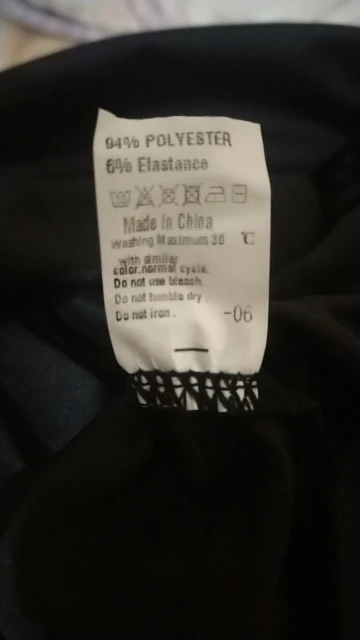 94% POLYESTER
6% Elastance
Made In China
Washing Maximum 30 ℃
with similar
color.normal cycle.
Do not use bleach.
Do not tumble dry .
Do not iron .
-06